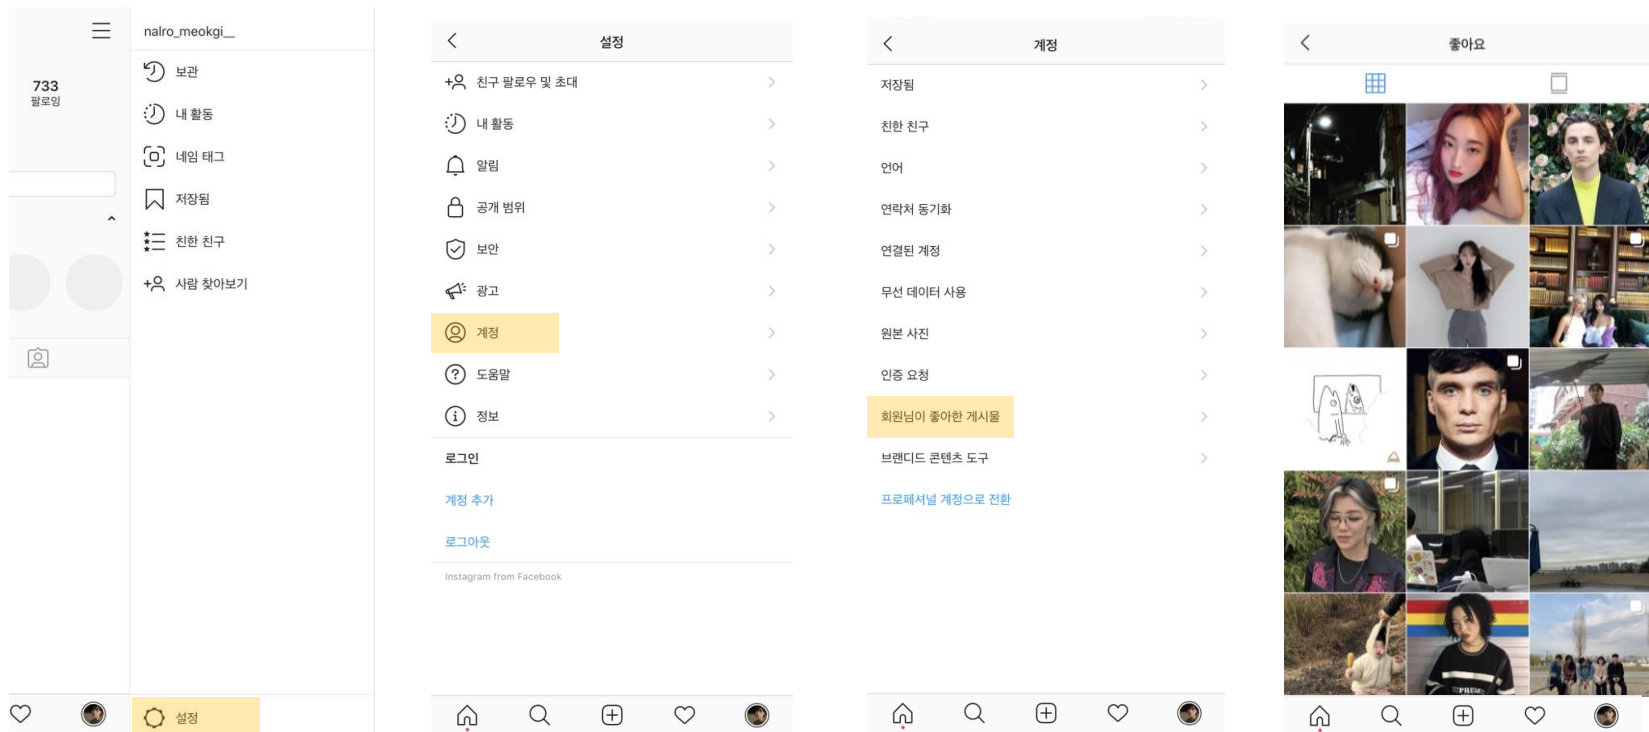 nalro_meokgi__
733
팔로잉
보관
내 활동
네임 태그
저장됨
친한 친구
사람 찾아보기
설정
설정
친구 팔로우 및 초대
내 활동
알림
공개 범위
보안
광고
계정
도움말
정보
로그인
계정 추가
로그아웃
Instagram from Facebook
계정
저장됨
친한 친구
언어
연락처 동기화
연결된 계정
무선 데이터 사용
원본 사진
인증 요청
회원님이 좋아한 게시물
브랜디드 콘텐츠 도구
프로페셔널 계정으로 전환
좋아요